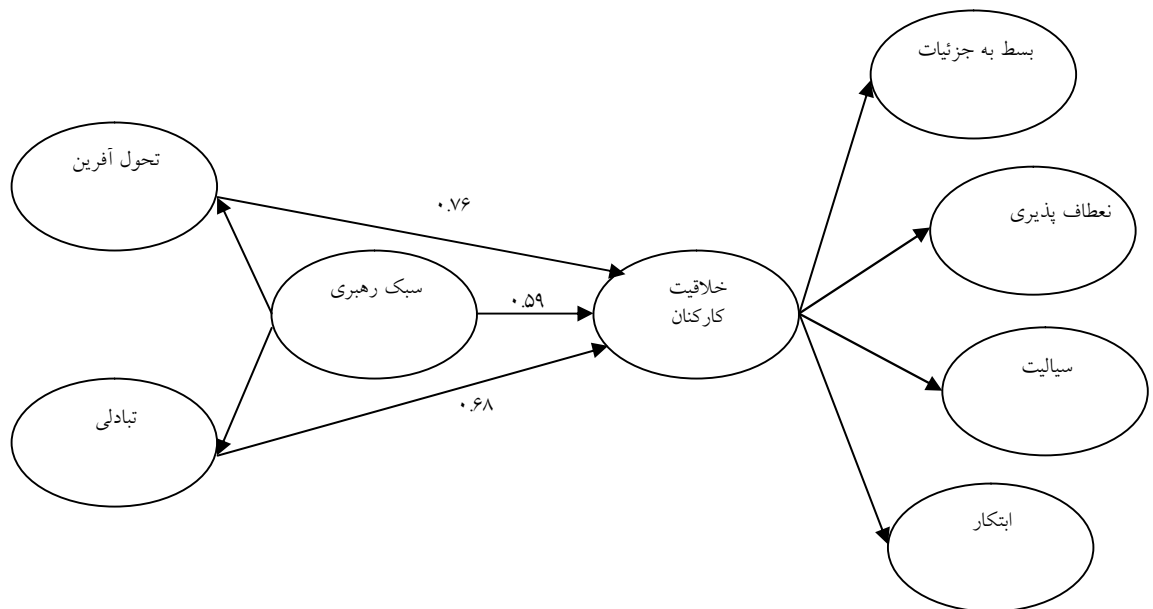 بسط به جزئیات
تحول آفرین
۰.۷۶
نعطاف پذیری
سبک رهبری
۰.۵۹
خلاقیت
کارکنان
سیالیت
تبادلی
۰.۶۸
ابتکار